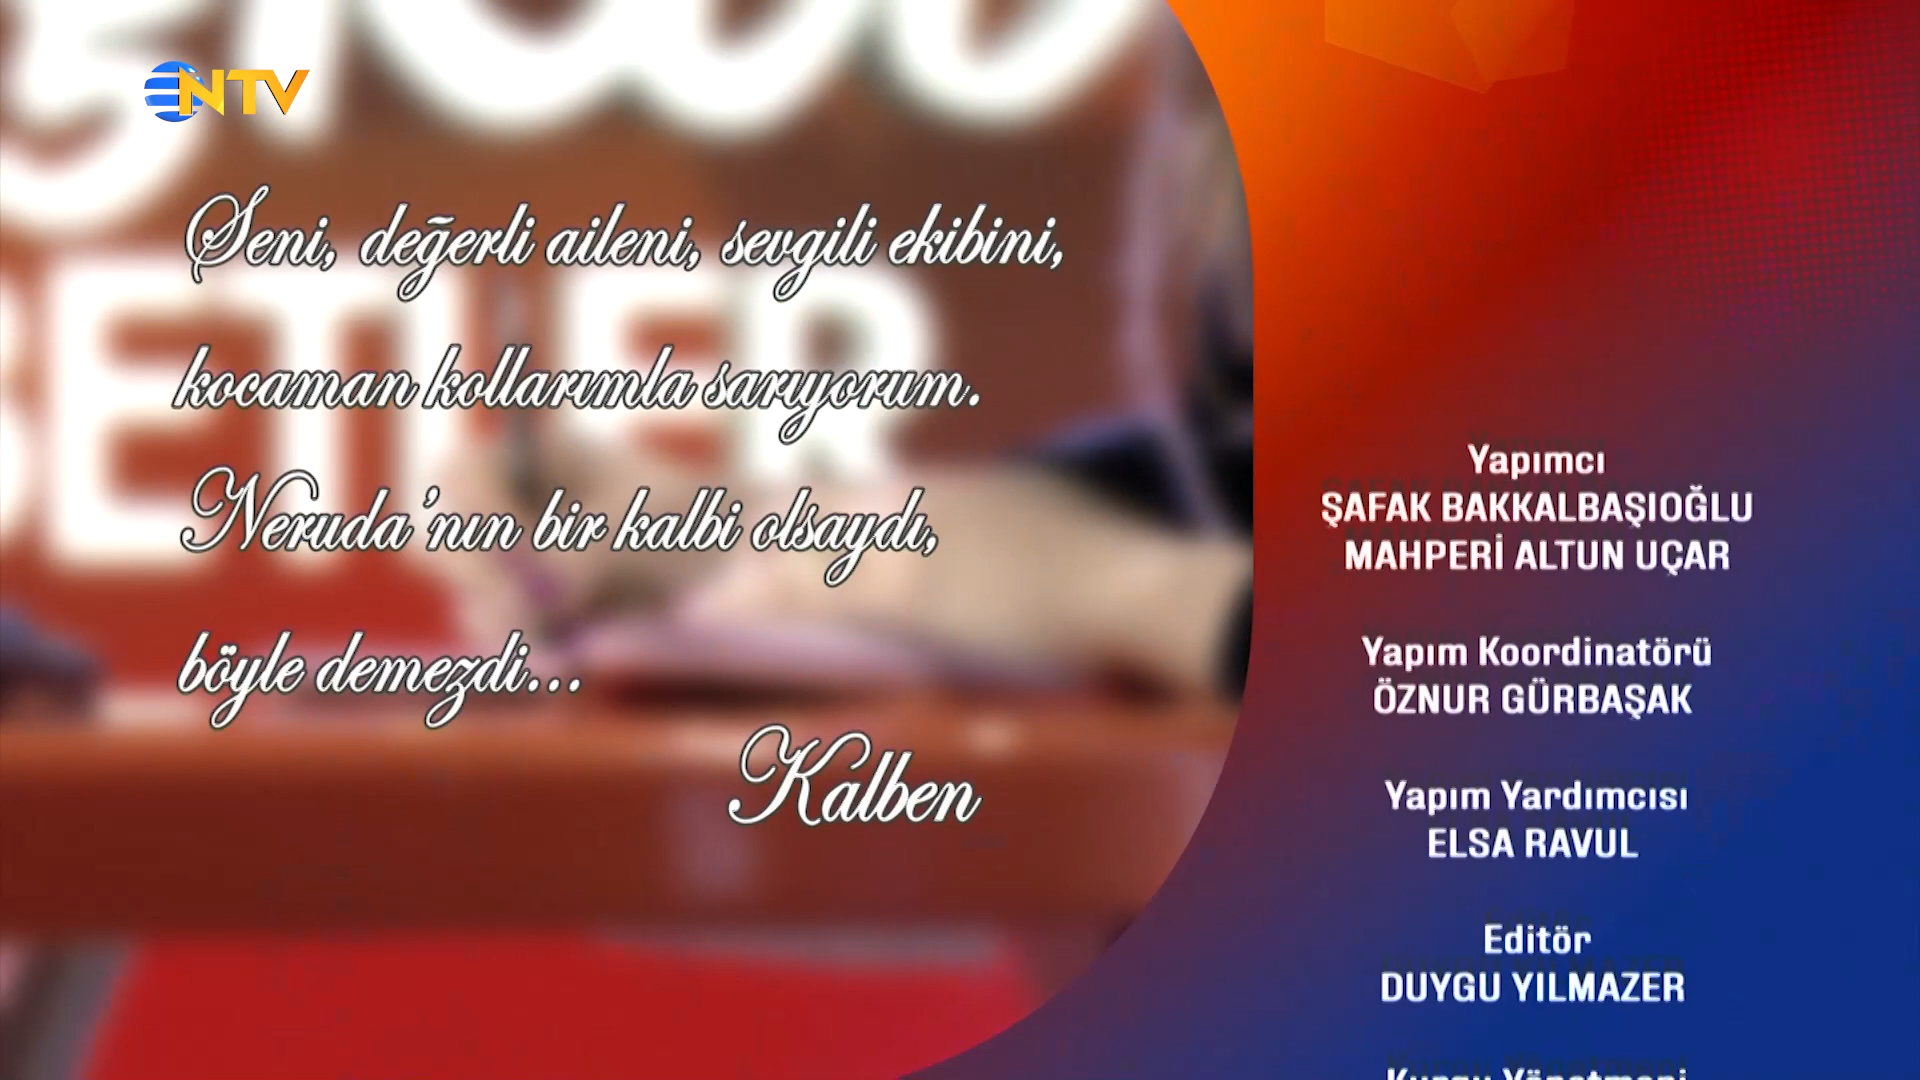 NTV
Seni, değerli aileni, sevgili ekibini,
kocaman kollarımla sarıyorum.
Neruda'nın bir kalbi olsaydı,
böyle demezdi...
Kalben
Yapımcı
ŞAFAK BAKKALBAŞIOĞLU
MAHPERİ ALTUN UÇAR
Yapım Koordinatörü
ÖZNUR GÜRBAŞAK
Yapım Yardımcısı
ELSA RAVUL
Editör
DUYGU YILMAZER